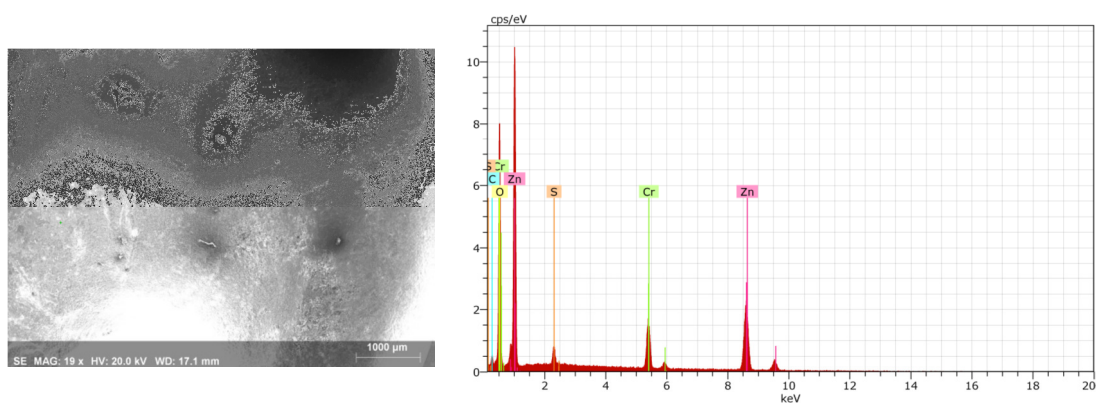 1000 µm
SE MAG: 19 x HV: 20.0 kV WD: 17.1 mm
cps/eV
10
8
6
4
2
0
S Cr
C Zn
O S Cr Zn
2 4 6 8 10 12 14 16 18 20
keV